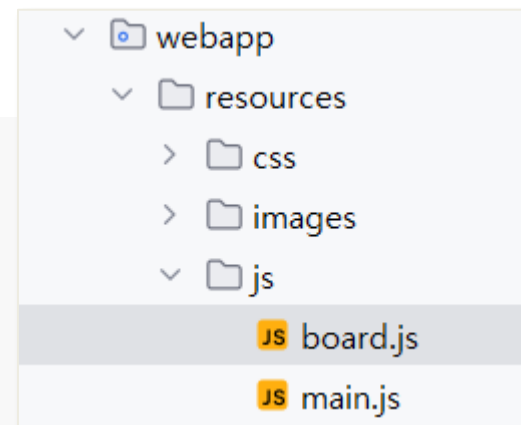 webapp
resources
css
images
js
JS board.js
JS main.js